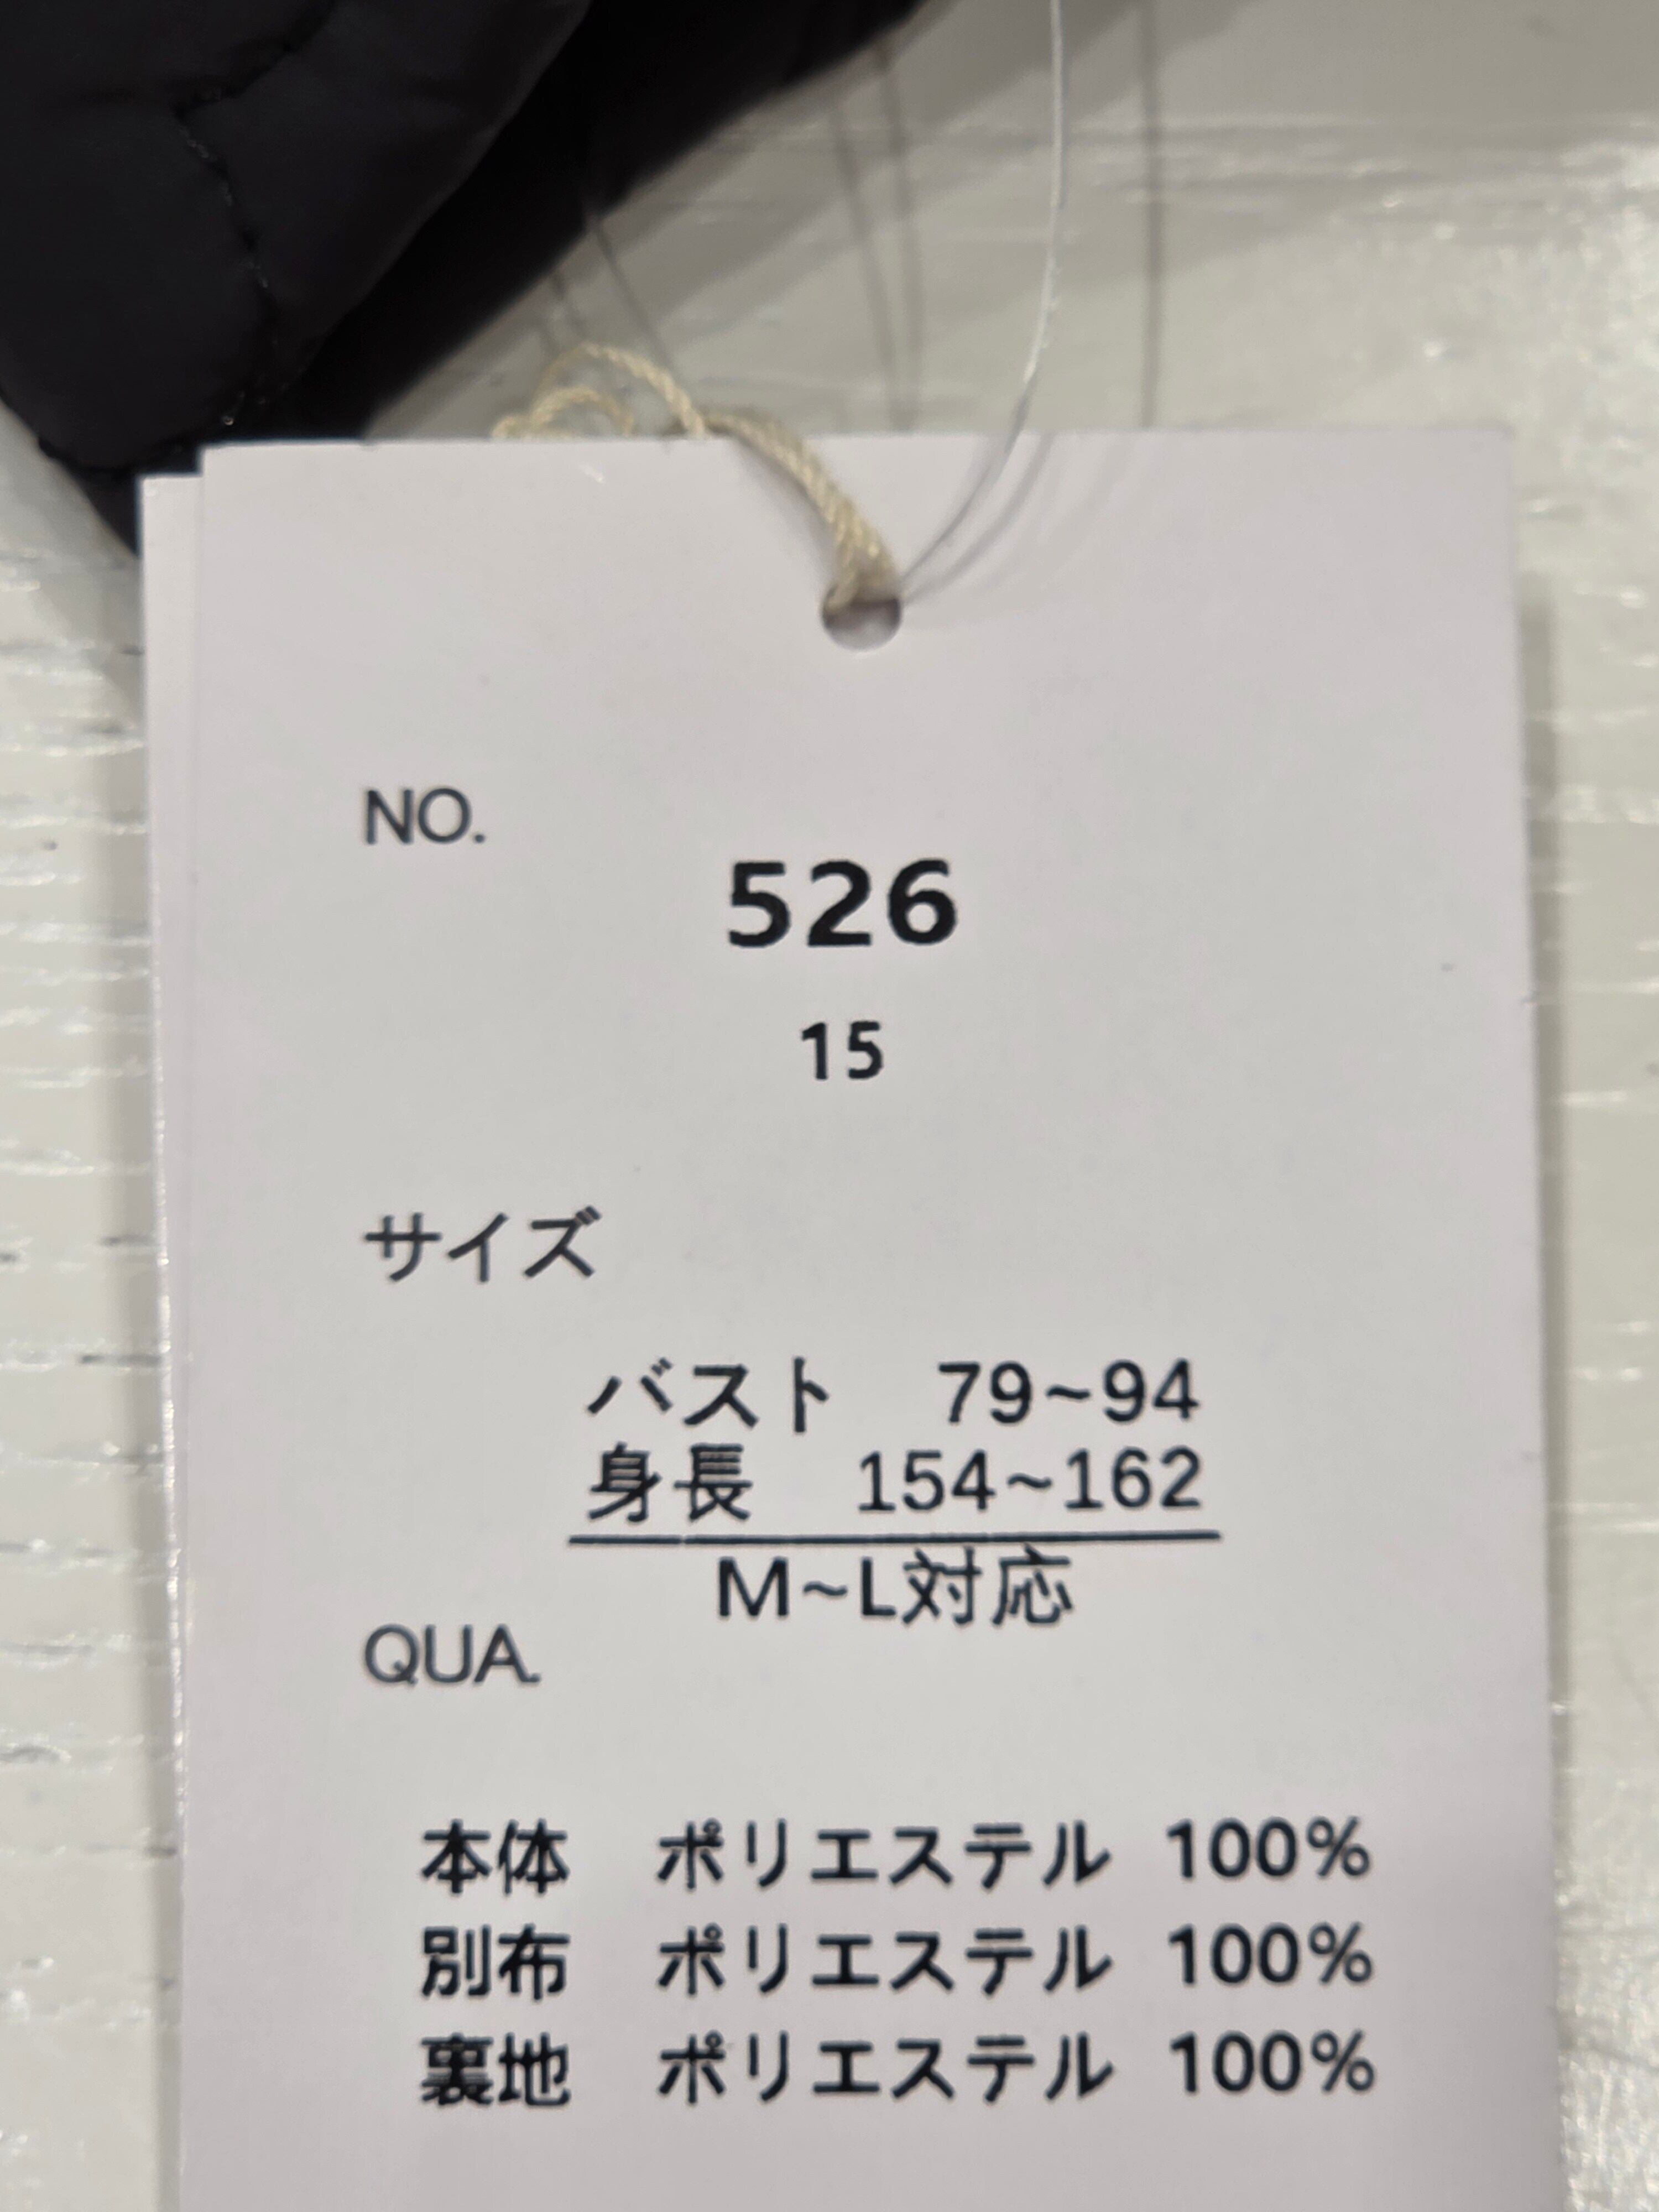 NO.
526
15
サイズ
バスト 79~94
身長 154~162
M~L対応
QUA.
本体 ポリエステル 100%
別布 ポリエステル 100%
裏地 ポリエステル 100%